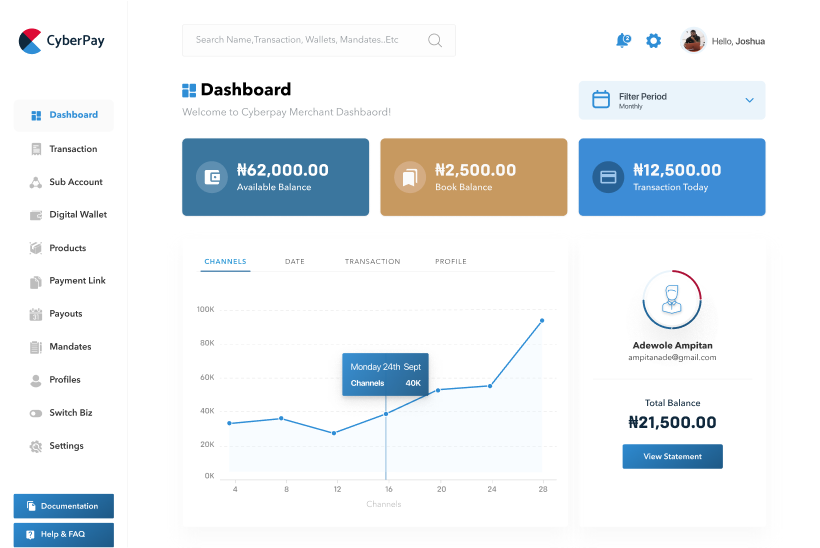 CyberPay
Search Name,Transaction, Wallets, Mandates..Etc
2
Hello, Joshua
Dashboard
Transaction
Sub Account
Digital Wallet
Products
Payment Link
Payouts
Mandates
Profiles
Switch Biz
Settings
Documentation
Help & FAQ
Dashboard
Welcome to Cyberpay Merchant Dashbaord!
Filter Period
Monthly
₦62,000.00
Available Balance
₦2,500.00
Book Balance
₦12,500.00
Transaction Today
CHANNELS DATE TRANSACTION PROFILE
100K
80K
60K
40K
20K
0K
Monday 24th Sept
Channels 40K
4 8 12 16 20 24 28
Channels
Adewole Ampitan
ampitanade@gmail.com
Total Balance
₦21,500.00
View Statement